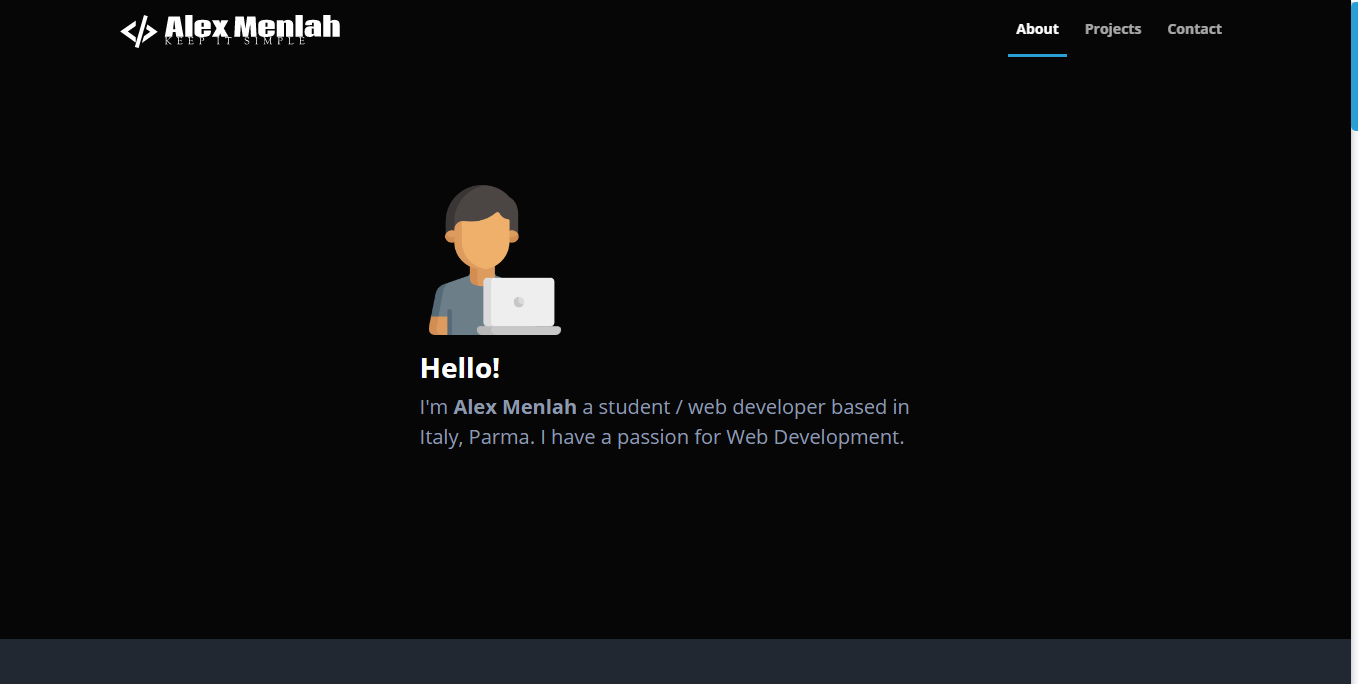 </> Alex Menlah
KEEP IT SIMPLE
About Projects Contact
Hello!
I'm Alex Menlah a student / web developer based in
Italy, Parma. I have a passion for Web Development.